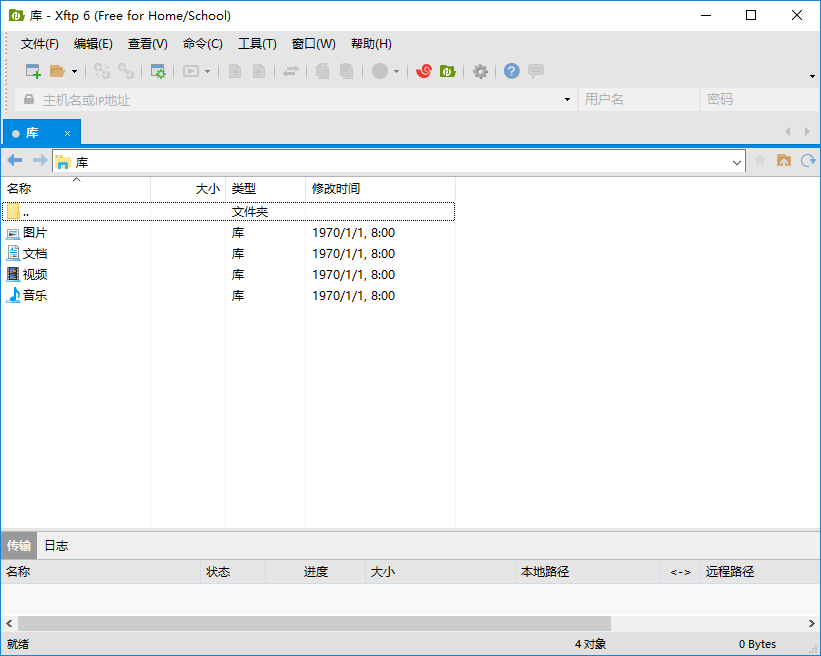 库 - Xftp 6 (Free for Home/School)
文件(F) 编辑(E) 查看(V) 命令(C) 工具(T) 窗口(W) 帮助(H)
主机名或IP地址 用户名 密码
库 ×
库
名称 大小 类型 修改时间
.. 文件夹
图片 库 1970/1/1, 8:00
文档 库 1970/1/1, 8:00
视频 库 1970/1/1, 8:00
音乐 库 1970/1/1, 8:00
传输 日志
名称 状态 进度 大小 本地路径 <-> 远程路径
就绪 4 对象 0 Bytes